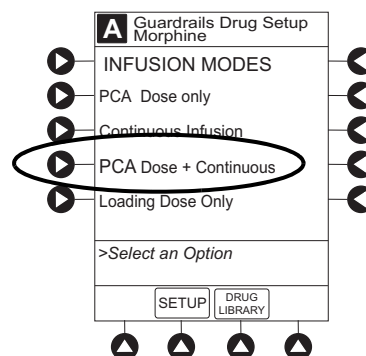 A Guardrails Drug Setup
Morphine
INFUSION MODES
PCA Dose only
Continuous Infusion
PCA Dose + Continuous
Loading Dose Only
>Select an Option
SETUP DRUG
LIBRARY